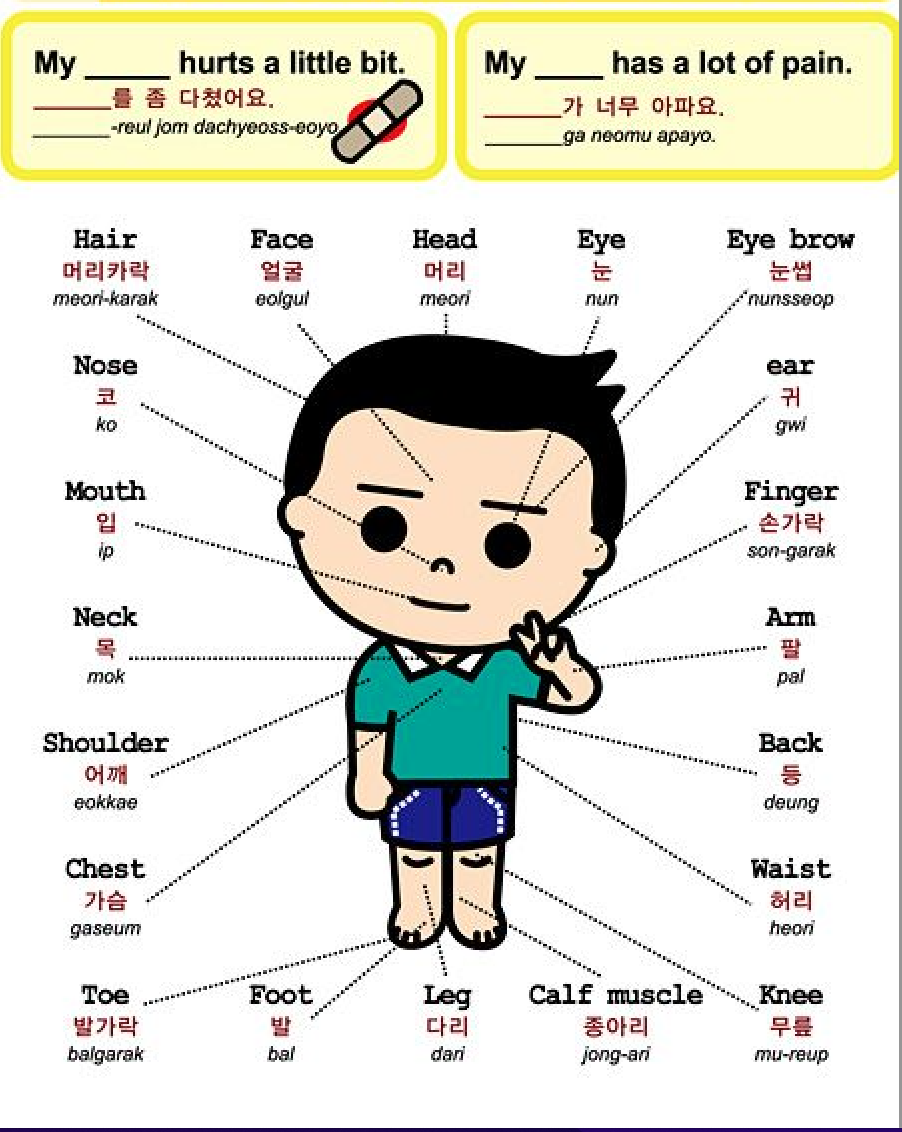 My _____ hurts a little bit.
______를 좀 다쳤어요.
______-reul jom dachyeoss-eoyo
My ____ has a lot of pain.
______가 너무 아파요.
______ga neomu apayo.
Hair
머리카락
meori-karak
Face
얼굴
eolgul
Head
머리
meori
Eye
눈
nun
Eye brow
눈썹
nunsseop
Nose
코
ko
ear
귀
gwi
Mouth
입
ip
Finger
손가락
son-garak
Neck
목
mok
Arm
팔
pal
Shoulder
어깨
eokkae
Back
등
deung
Chest
가슴
gaseum
Waist
허리
heori
Toe
발가락
balgarak
Foot
발
bal
Leg
다리
dari
Calf muscle
종아리
jong-ari
Knee
무릎
mu-reup